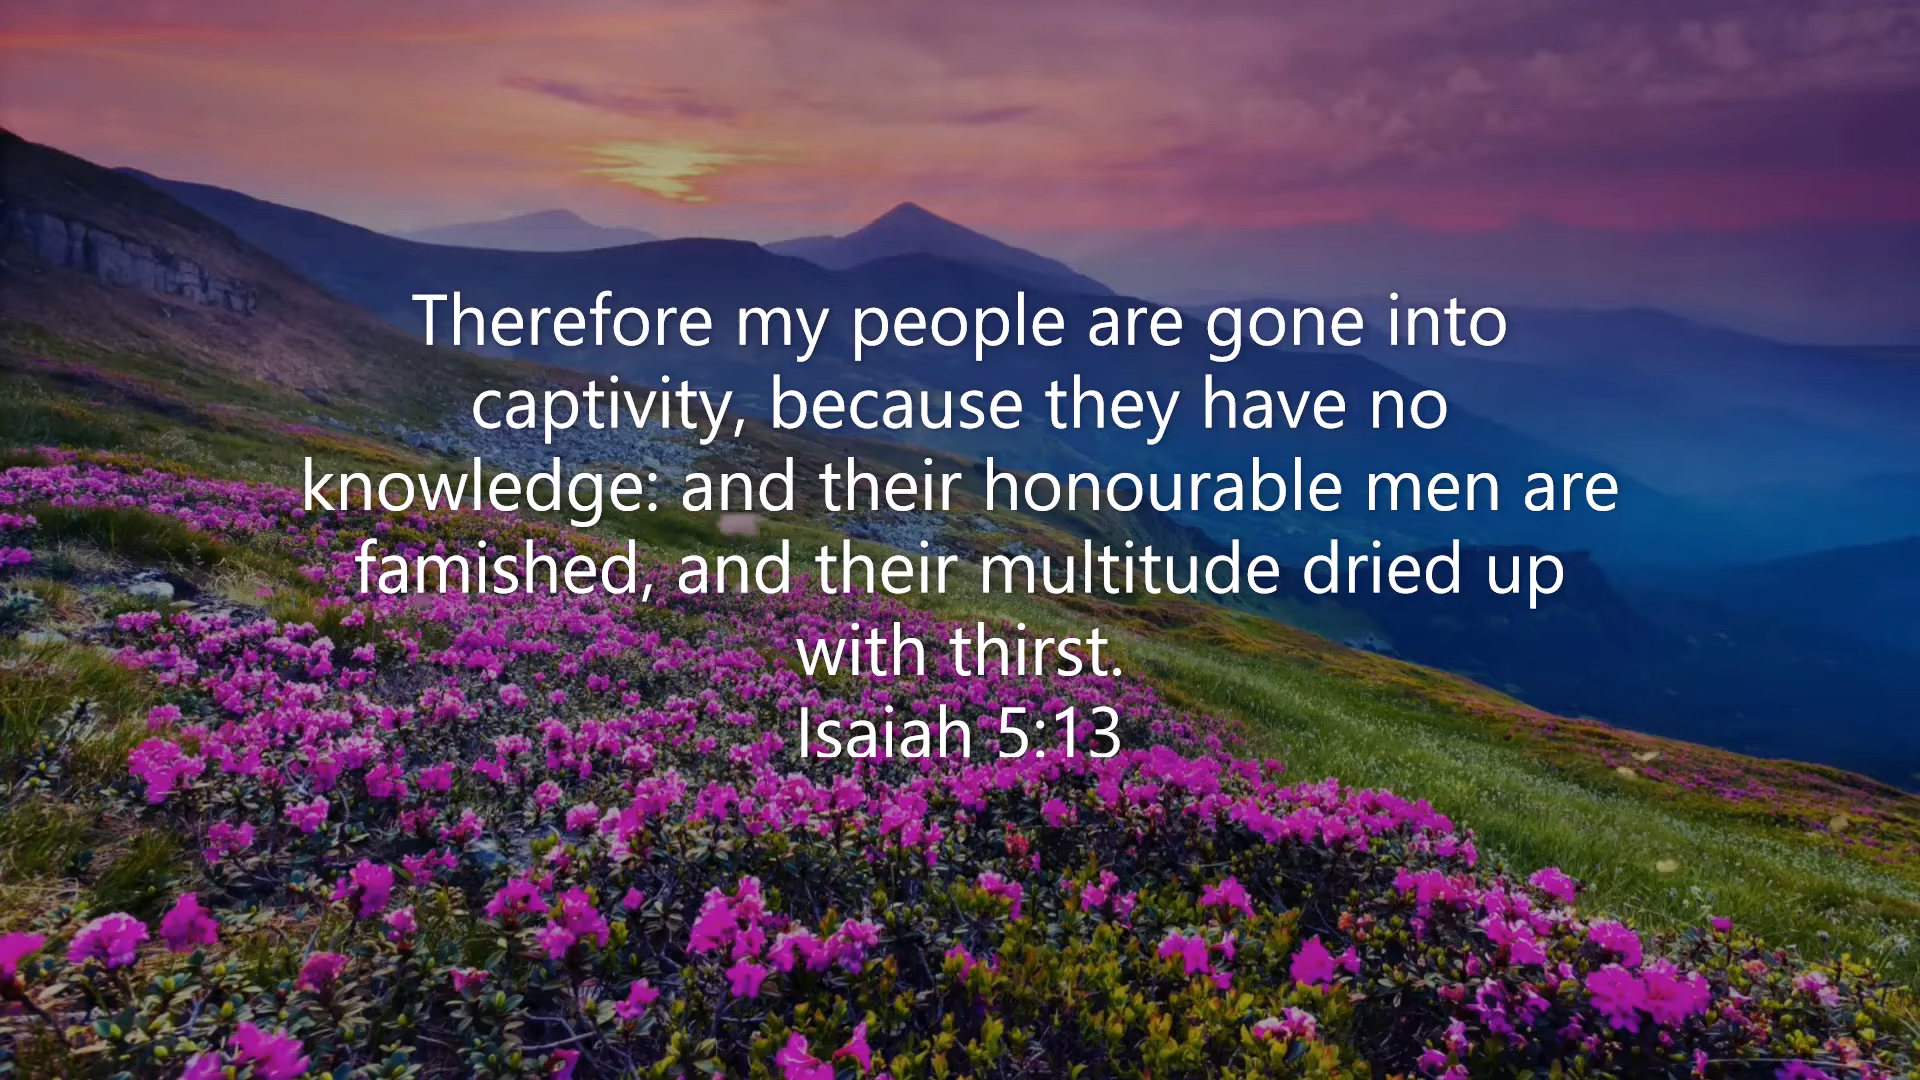 Therefore my people are gone into
captivity, because they have no
knowledge: and their honourable men are
famished, and their multitude dried up
with thirst.
Isaiah 5:13